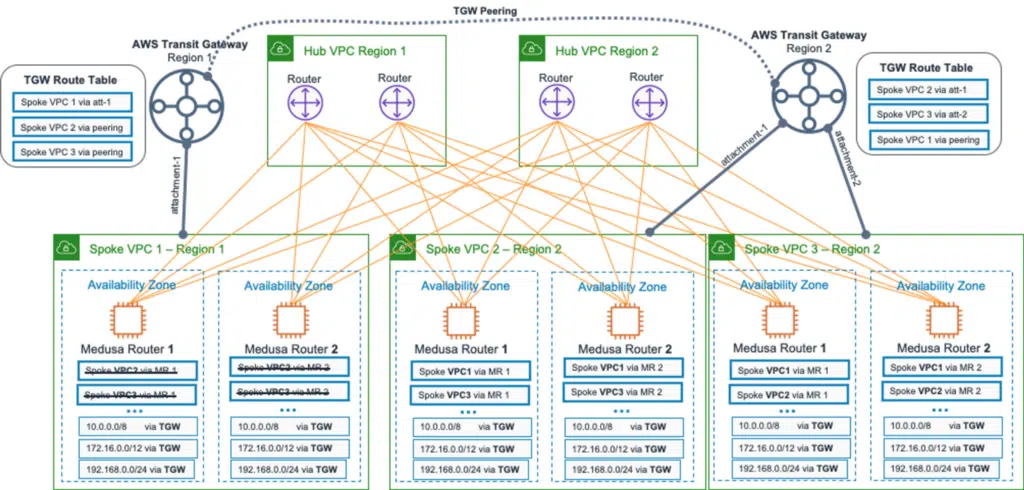 TGW Peering
AWS Transit Gateway
Region 1
Hub VPC Region 1
Hub VPC Region 2
AWS Transit Gateway
Region 2
TGW Route Table
Spoke VPC 1 via att-1
Spoke VPC 2 via peering
Spoke VPC 3 via peering
Router
Router
Router
Router
TGW Route Table
Spoke VPC 2 via att-1
Spoke VPC 3 via att-2
Spoke VPC 1 via peering
attachment-1
attachment-1
attachment-2
Spoke VPC 1 – Region 1
Spoke VPC 2 – Region 2
Spoke VPC 3 – Region 2
Availability Zone
Medusa Router 1
Spoke VPC2 via MR 1
Spoke VPC3 via MR 1
...
10.0.0.0/8 via TGW
172.16.0.0/12 via TGW
192.168.0.0/24 via TGW
Availability Zone
Medusa Router 2
Spoke VPC2 via MR 2
Spoke VPC3 via MR 2
...
10.0.0.0/8 via TGW
172.16.0.0/12 via TGW
192.168.0.0/24 via TGW
Availability Zone
Medusa Router 1
Spoke VPC1 via MR 1
Spoke VPC3 via MR 1
...
10.0.0.0/8 via TGW
172.16.0.0/12 via TGW
192.168.0.0/24 via TGW
Availability Zone
Medusa Router 2
Spoke VPC1 via MR 2
Spoke VPC3 via MR 2
...
10.0.0.0/8 via TGW
172.16.0.0/12 via TGW
192.168.0.0/24 via TGW
Availability Zone
Medusa Router 1
Spoke VPC1 via MR 1
Spoke VPC2 via MR 1
...
10.0.0.0/8 via TGW
172.16.0.0/12 via TGW
192.168.0.0/24 via TGW
Availability Zone
Medusa Router 2
Spoke VPC1 via MR 2
Spoke VPC2 via MR 2
...
10.0.0.0/8 via TGW
172.16.0.0/12 via TGW
192.168.0.0/24 via TGW